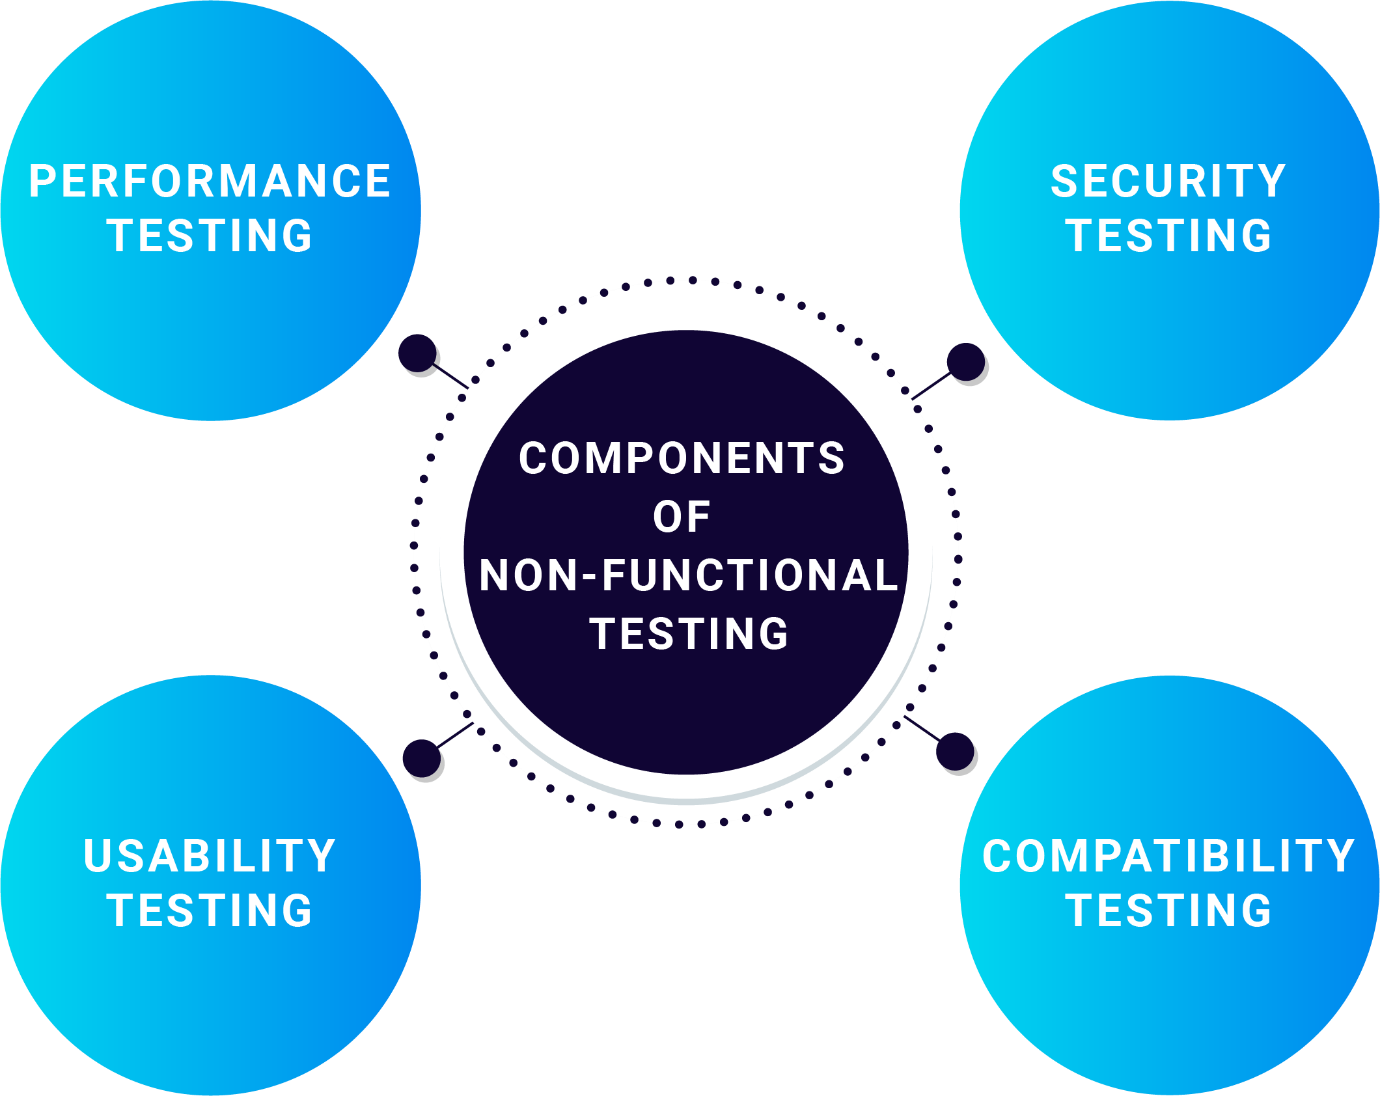 PERFORMANCE
TESTING
SECURITY
TESTING
COMPONENTS
OF
NON-FUNCTIONAL
TESTING
USABILITY
TESTING
COMPATIBILITY
TESTING